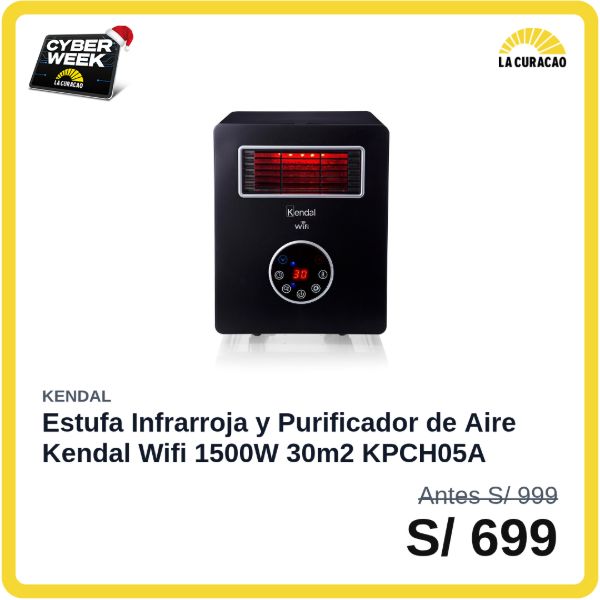 CYBER
WEEK
LA CURACAO
LA CURACAO
Kendal
Wifi
30
KENDAL
Estufa Infrarroja y Purificador de Aire
Kendal Wifi 1500W 30m2 KPCH05A
Antes S/ 999
S/ 699